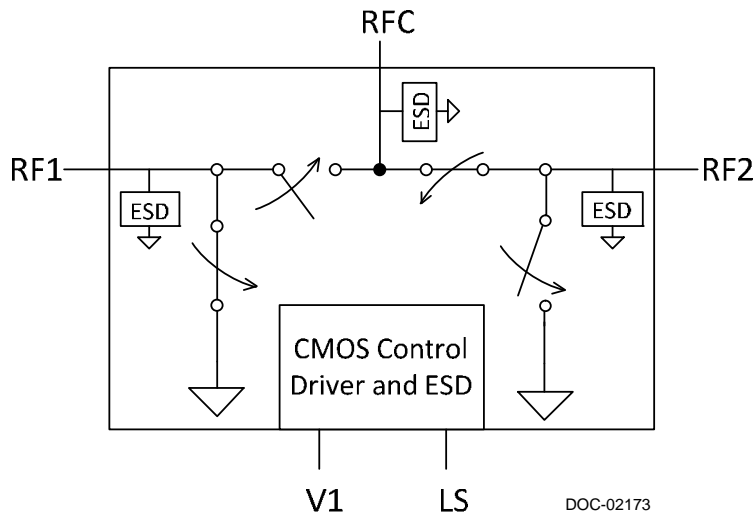 RFC
ESD
RF1
RF2
ESD
ESD
CMOS Control
Driver and ESD
V1
LS
DOC-02173